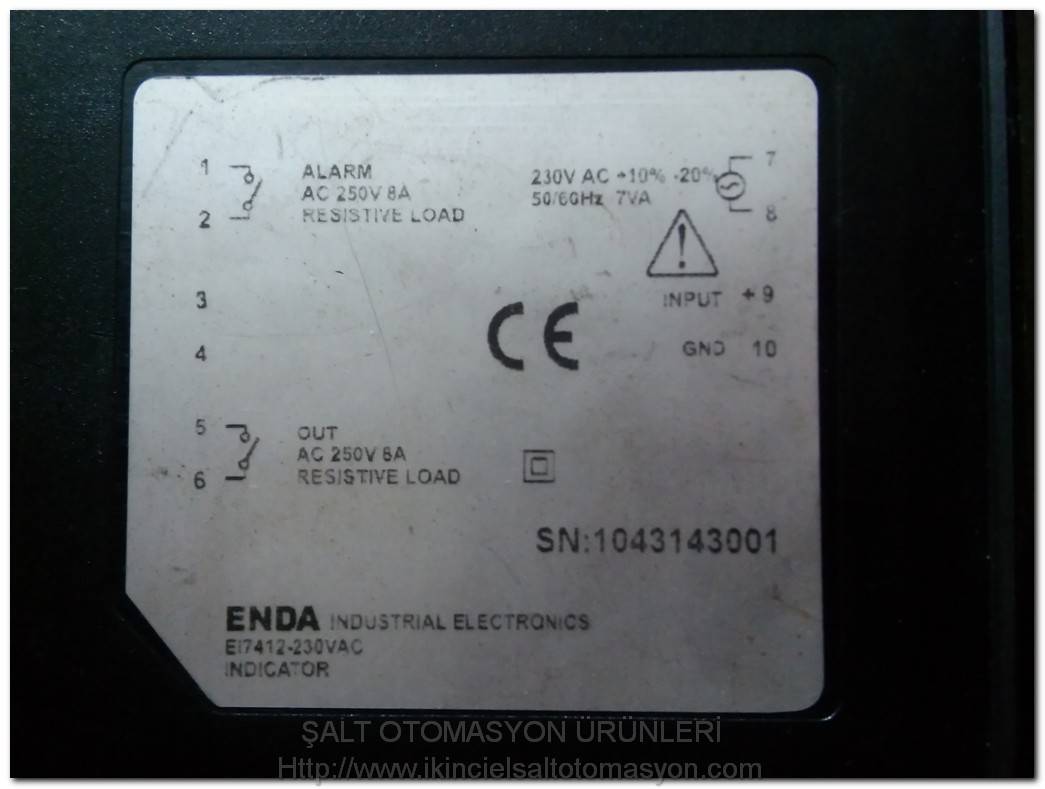 1
ALARM
AC 250V 8A
RESISTIVE LOAD
2
230V AC +10% -20%
50/60Hz 7VA
7
8
3
INPUT + 9
4
GND 10
CE
5
OUT
AC 250V 8A
RESISTIVE LOAD
6
SN:1043143001
ENDA INDUSTRIAL ELECTRONICS
EI7412-230VAC
INDICATOR
ŞALT OTOMASYON ÜRÜNLERİ
Http://www.ikincielsaltotomasyon.com